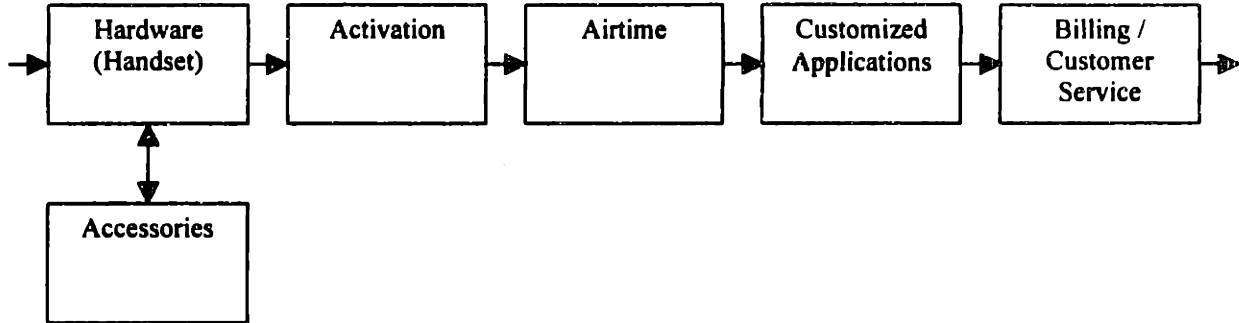 Hardware
(Handset)
Activation
Airtime
Customized
Applications
Billing /
Customer
Service
Accessories